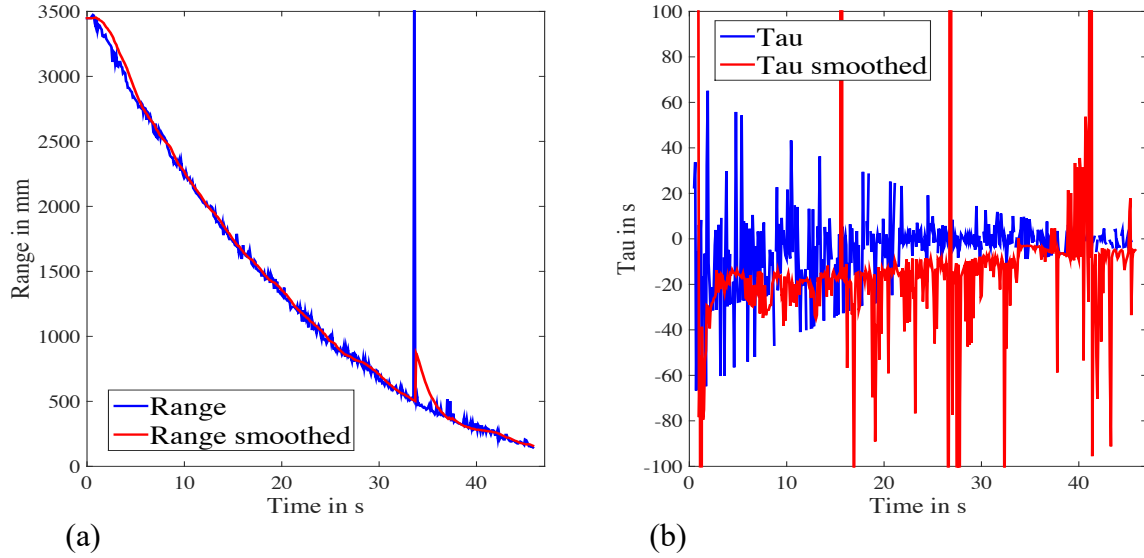 3500
3000
2500
2000
1500
1000
500
0
Range in mm
Range
Range smoothed
0 10 20 30 40
Time in s
(a)
100
80
60
40
20
0
-20
-40
-60
-80
-100
Tau in s
Tau
Tau smoothed
0 10 20 30 40
Time in s
(b)